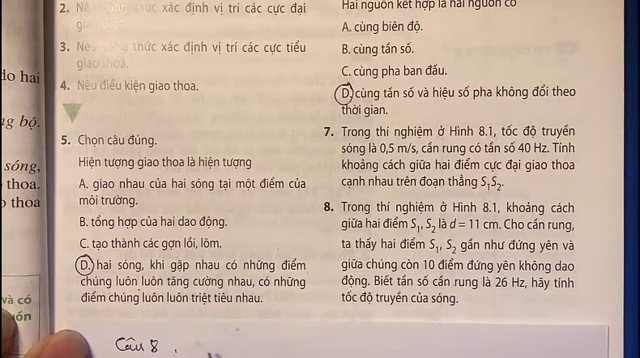 do hai
ng bộ.
sóng,
thoa.
thoa
và có
2. xác định vị trí các cực đại
3. thức xác định vị trí các cực tiểu
giao thoa.
4. Nêu điều kiện giao thoa.
5. Chọn câu đúng.
Hiện tượng giao thoa là hiện tượng
A. giao nhau của hai sóng tại một điểm của
môi trường.
B. tổng hợp của hai dao động.
C. tạo thành các gợn lồi, lõm.
D. hai sóng, khi gặp nhau có những điểm
chúng luôn luôn tăng cường nhau, có những
điểm chúng luôn luôn triệt tiêu nhau.
Hai nguồn kết hợp là hai nguồn có
A. cùng biên độ.
B. cùng tần số.
C. cùng pha ban đầu.
D. cùng tần số và hiệu số pha không đổi theo
thời gian.
7. Trong thí nghiệm ở Hình 8.1, tốc độ truyền
sóng là 0,5 m/s, cần rung có tần số 40 Hz. Tính
khoảng cách giữa hai điểm cực đại giao thoa
cạnh nhau trên đoạn thẳng S₁S₂.
8. Trong thí nghiệm ở Hình 8.1, khoảng cách
giữa hai điểm S₁, S₂ là d = 11 cm. Cho cần rung,
ta thấy hai điểm S₁, S₂ gần như đứng yên và
giữa chúng còn 10 điểm đứng yên không dao
động. Biết tần số cần rung là 26 Hz, hãy tính
tốc độ truyền của sóng.
Câu 8